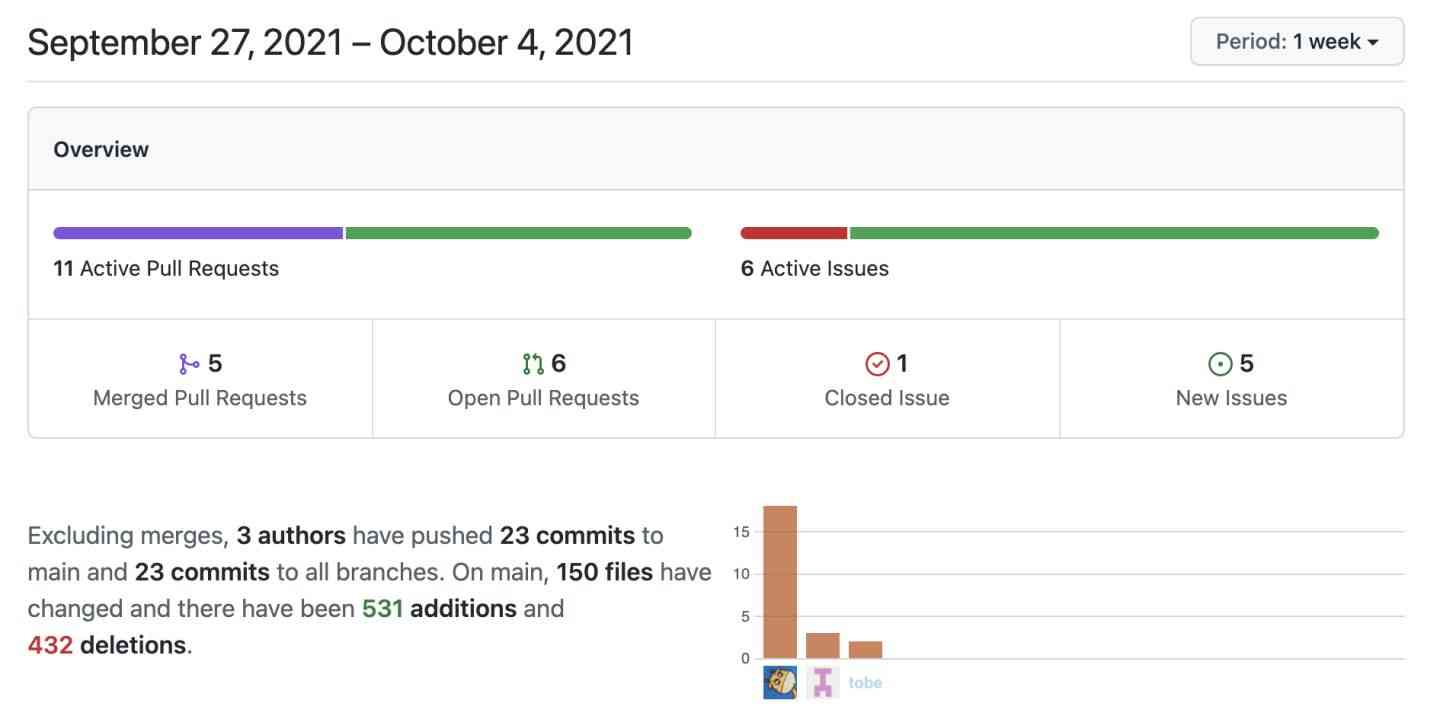 September 27, 2021 – October 4, 2021
Period: 1 week
Overview
11 Active Pull Requests
6 Active Issues
5
Merged Pull Requests
6
Open Pull Requests
1
Closed Issue
5
New Issues
Excluding merges, 3 authors have pushed 23 commits to
main and 23 commits to all branches. On main, 150 files have
changed and there have been 531 additions and
432 deletions.
15
10
5
0
tobe